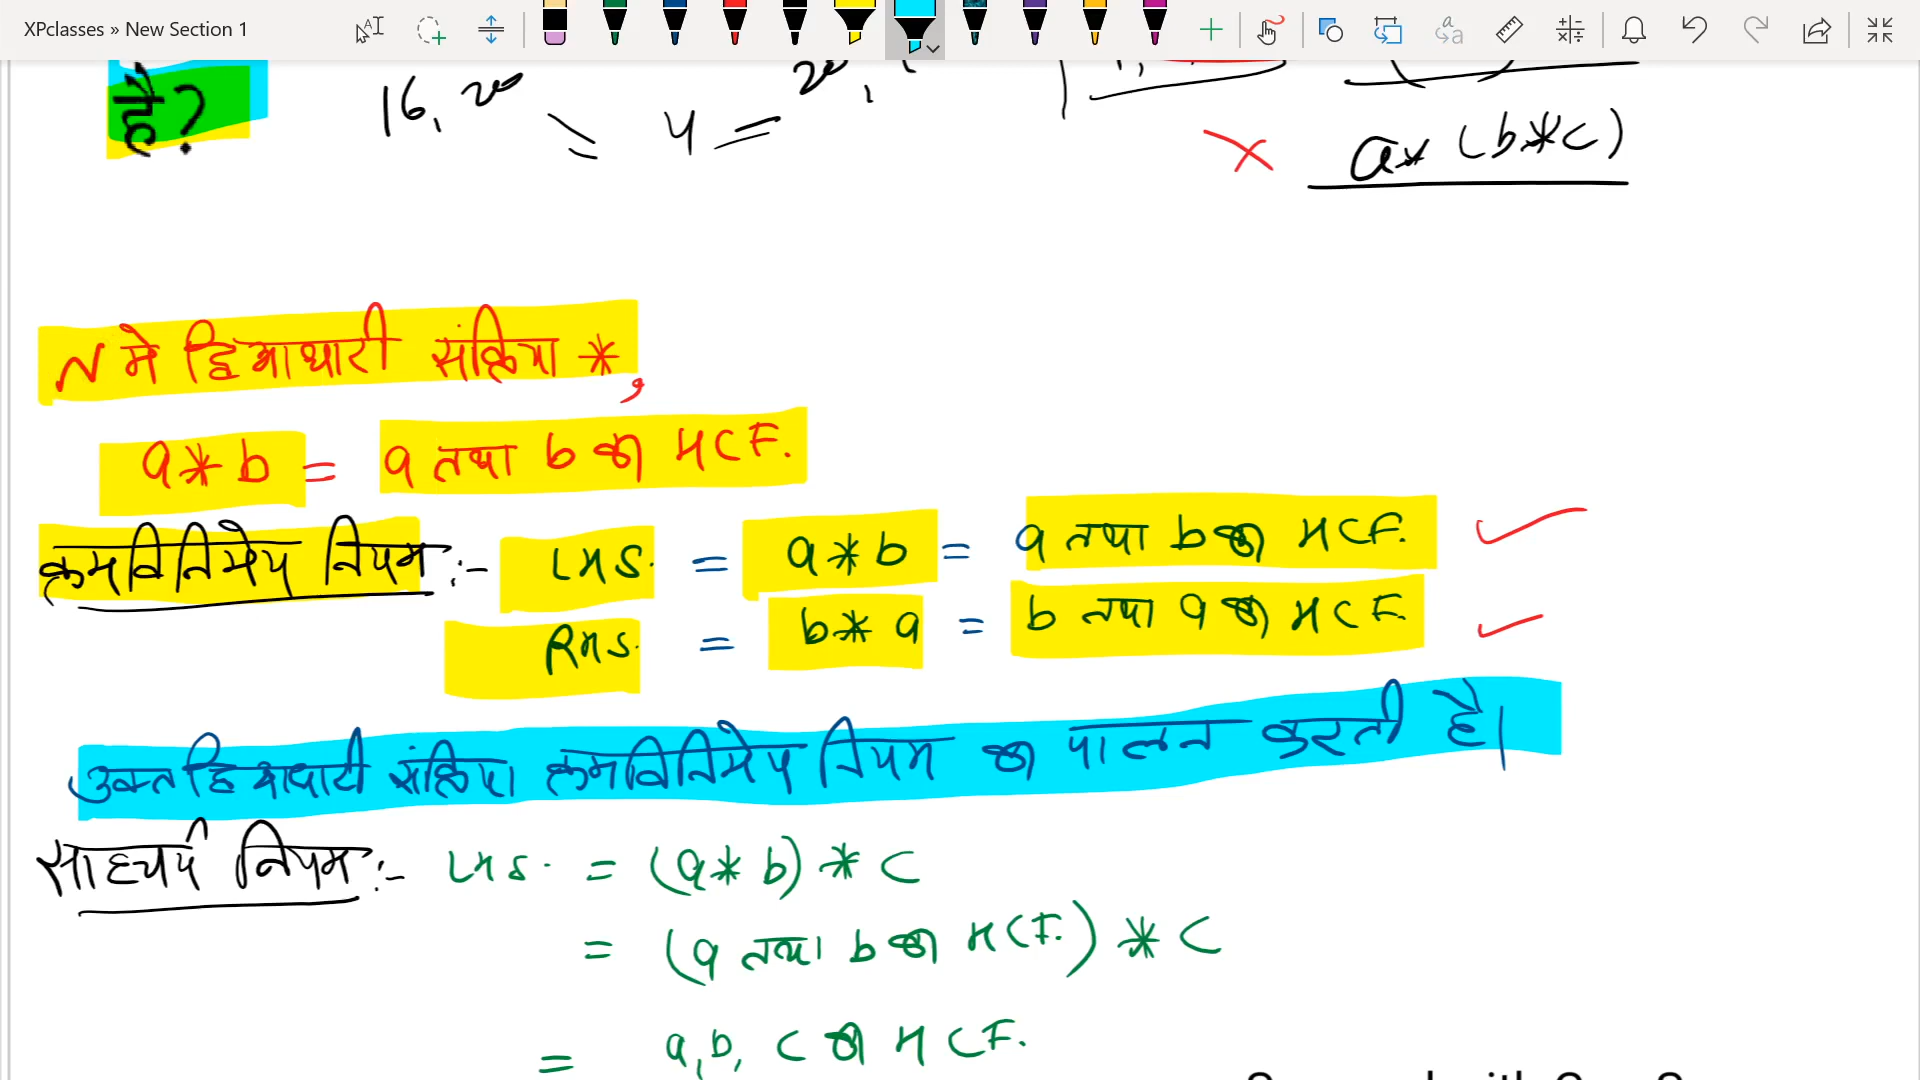 XPclasses » New Section 1
है?
16, 20
4 =
20,
a * (b * c)
N मे द्विआधारी संक्रिया *,
a * b = a तथा b का HCF.
क्रमविनिमेय नियम :- LHS. = a * b = a तथा b का HCF.
RHS. = b * a = b तथा a का HCF.
उक्त द्विआधारी संक्रिया क्रमविनिमेय नियम का पालन करती है।
साहचर्य नियम :- LHS. = (a * b) * c
= (a तथा b का HCF.) * c
= a, b, c का HCF.